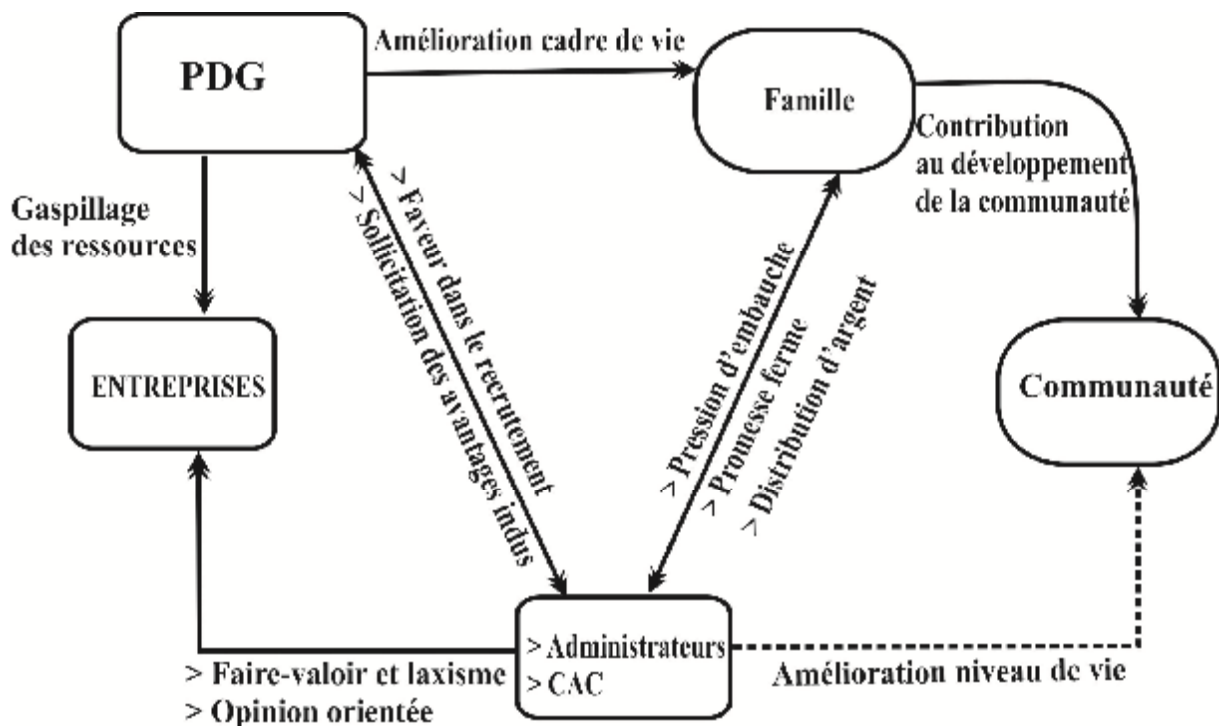 Amélioration cadre de vie
PDG
Famille
Contribution
au développement
de la communauté
Gaspillage
des ressources
> Faveur dans le recrutement
> Sollicitation des avantages indus
> Pression d'embauche
> Promesse ferme
> Distribution d'argent
ENTREPRISES
Communauté
> Administrateurs
> CAC
> Faire-valoir et laxisme
> Opinion orientée
Amélioration niveau de vie